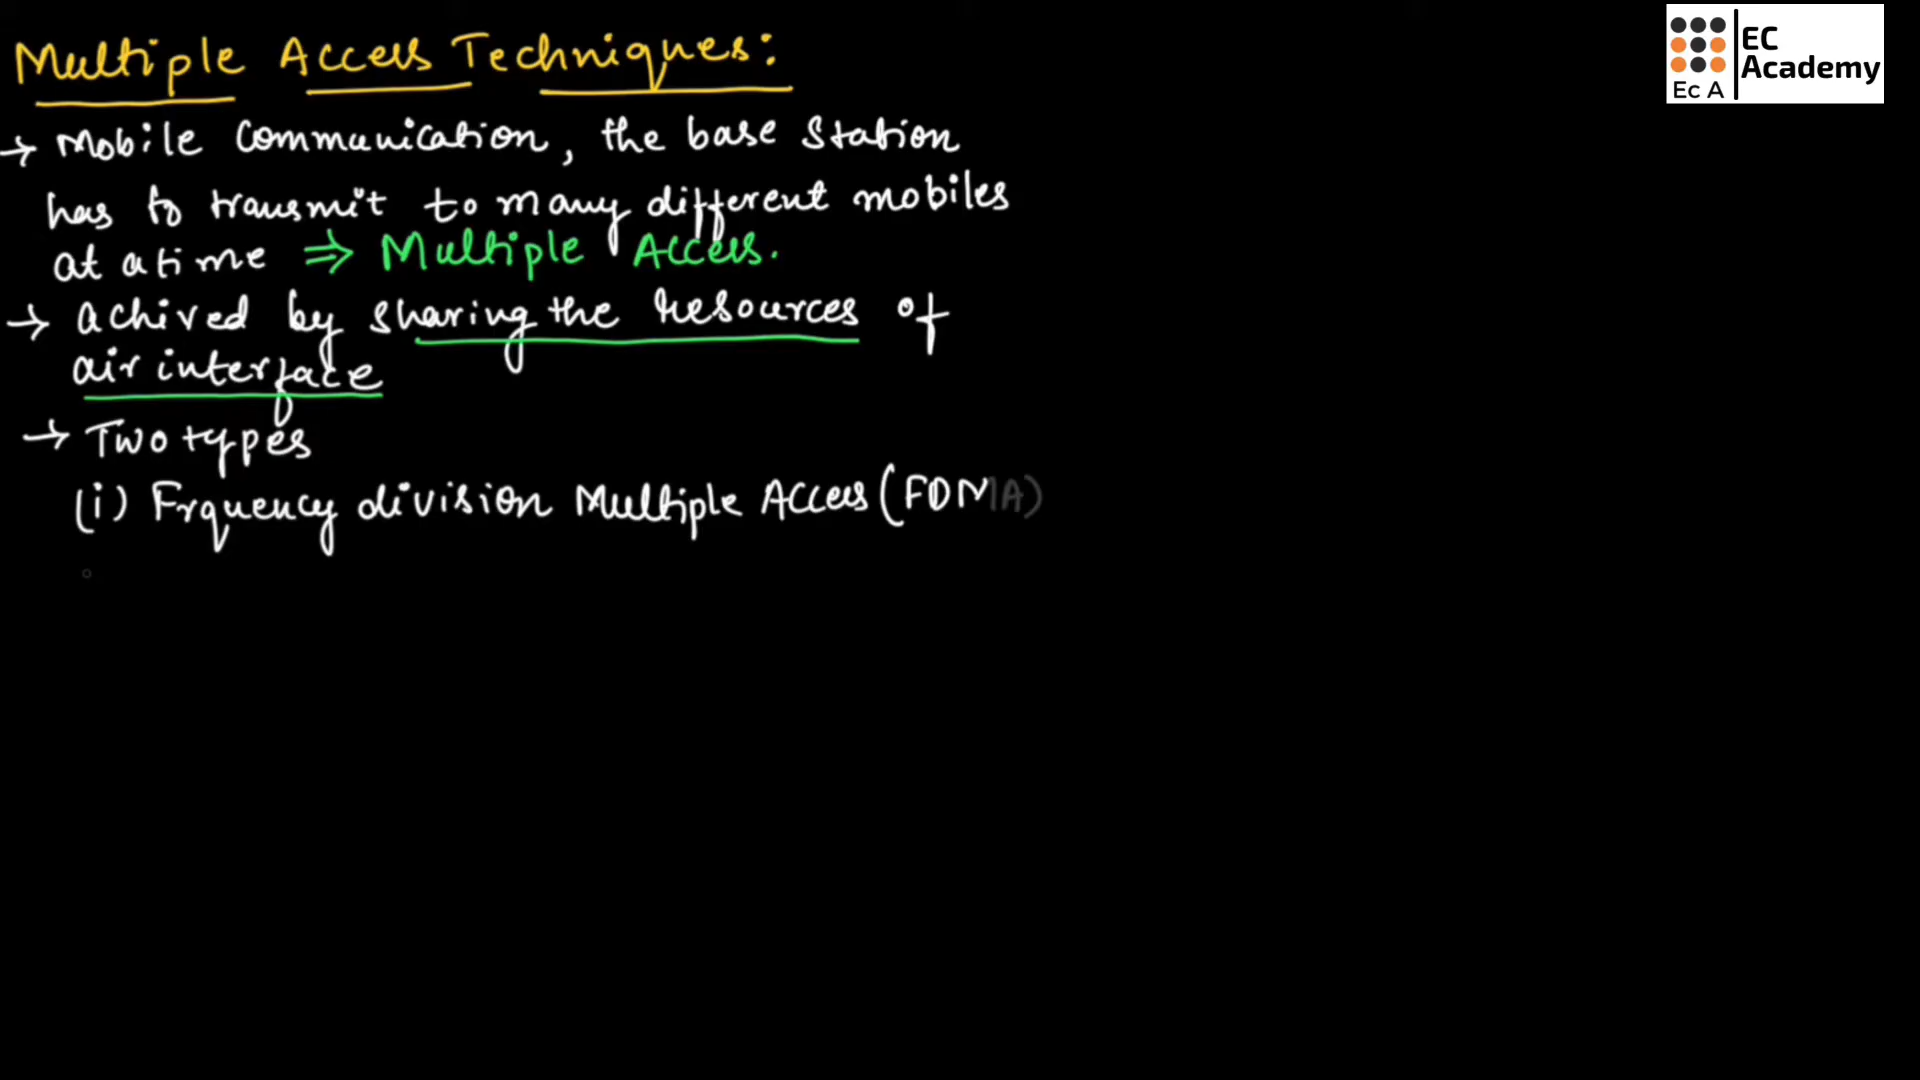 Multiple Access Techniques:
→ Mobile Communication, the base station
has to transmit to many different mobiles
at a time ⇒ Multiple Access.
→ achived by sharing the resources of
air interface
→ Two types
(i) Frquency division Multiple Access (FDMA)
EC
Academy
Ec A